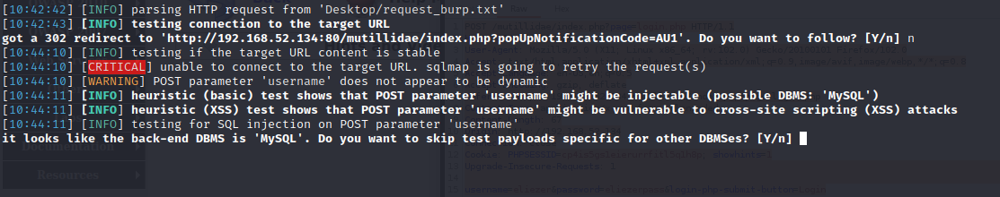 [10:42:42] [INFO] parsing HTTP request from 'Desktop/request_burp.txt'
[10:42:43] [INFO] testing connection to the target URL
got a 302 redirect to 'http://192.168.52.134:80/mutillidae/index.php?popUpNotificationCode=AU1'. Do you want to follow? [Y/n] n
[10:44:10] [INFO] testing if the target URL content is stable
[10:44:10] [CRITICAL] unable to connect to the target URL. sqlmap is going to retry the request(s)
[10:44:10] [WARNING] POST parameter 'username' does not appear to be dynamic
[10:44:11] [INFO] heuristic (basic) test shows that POST parameter 'username' might be injectable (possible DBMS: 'MySQL')
[10:44:11] [INFO] heuristic (XSS) test shows that POST parameter 'username' might be vulnerable to cross-site scripting (XSS) attacks
[10:44:11] [INFO] testing for SQL injection on POST parameter 'username'
it looks like the back-end DBMS is 'MySQL'. Do you want to skip test payloads specific for other DBMSes? [Y/n]
Resources
Upgrade-Insecure-Requests: 1